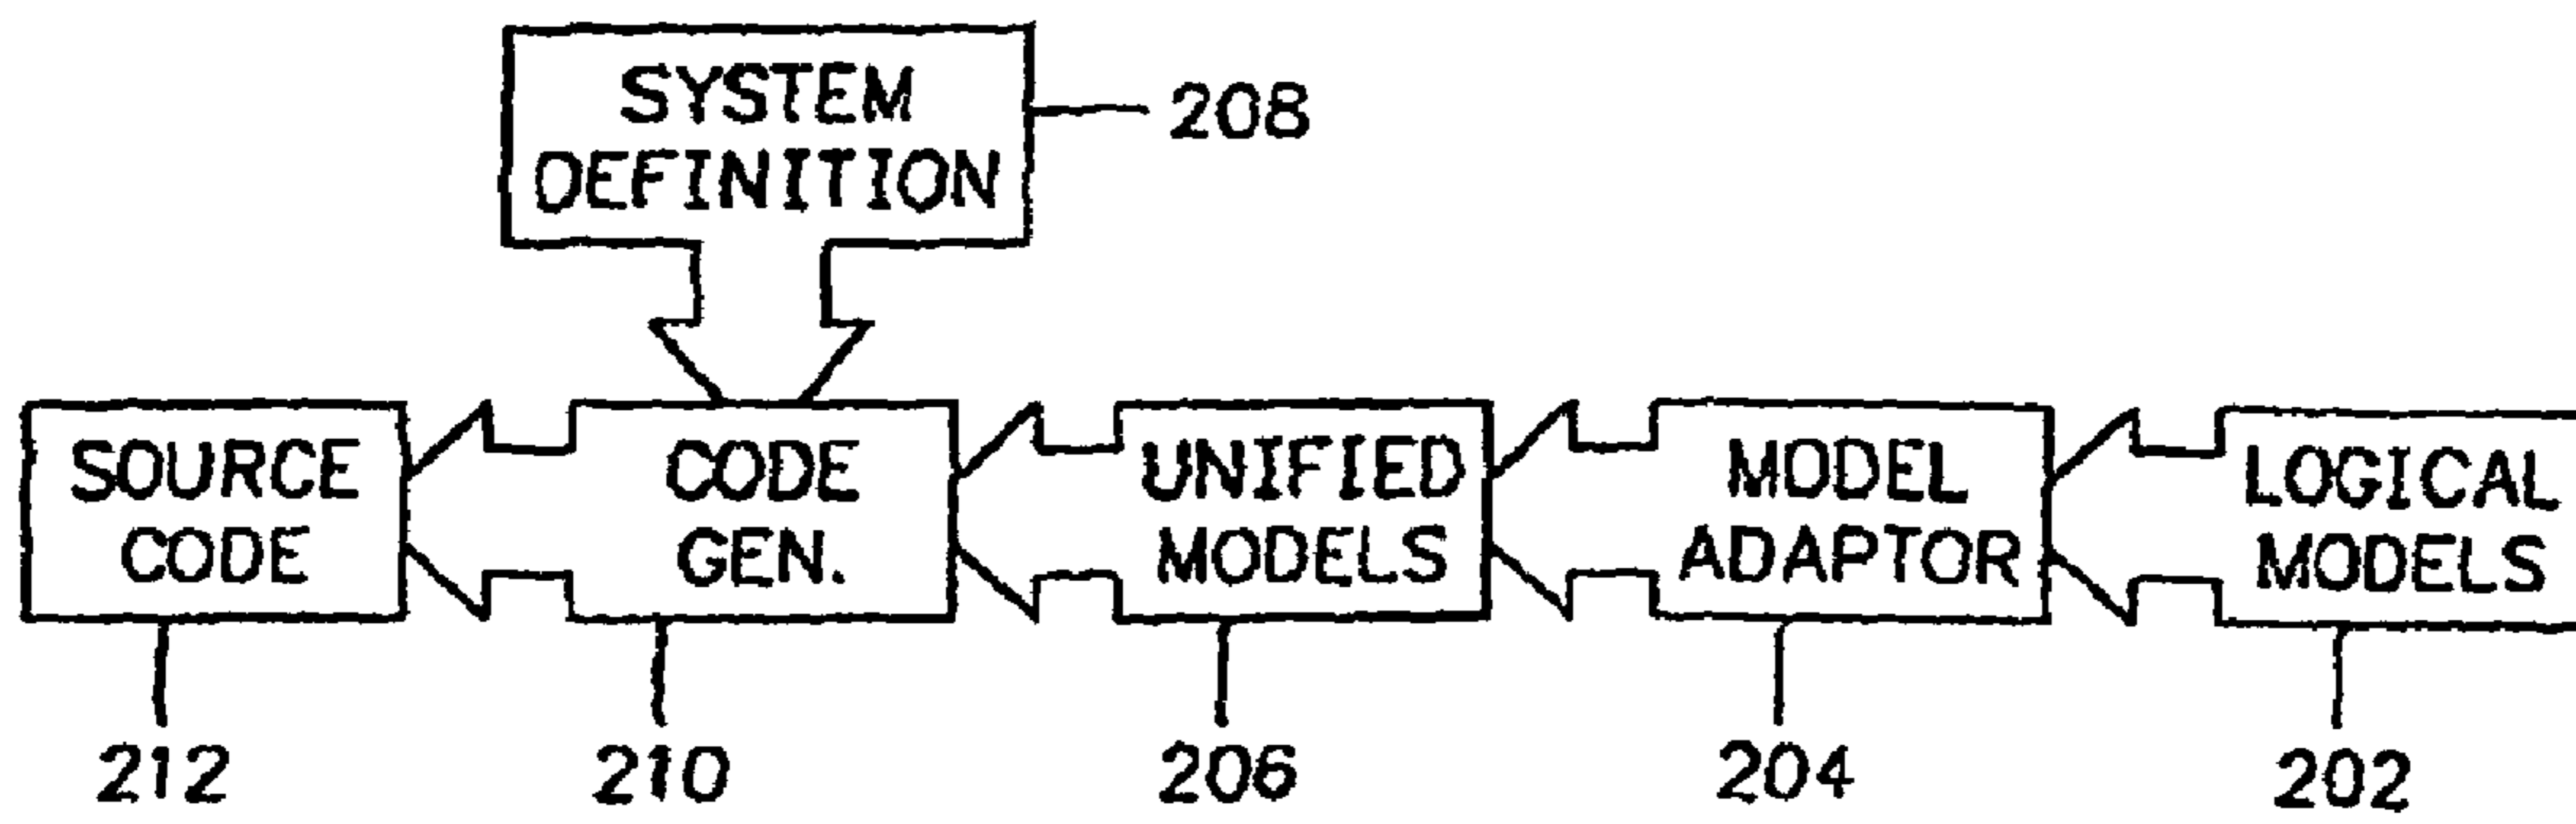 SYSTEM
DEFINITION
208
SOURCE
CODE
CODE
GEN.
UNIFIED
MODELS
MODEL
ADAPTOR
LOGICAL
MODELS
212
210
206
204
202